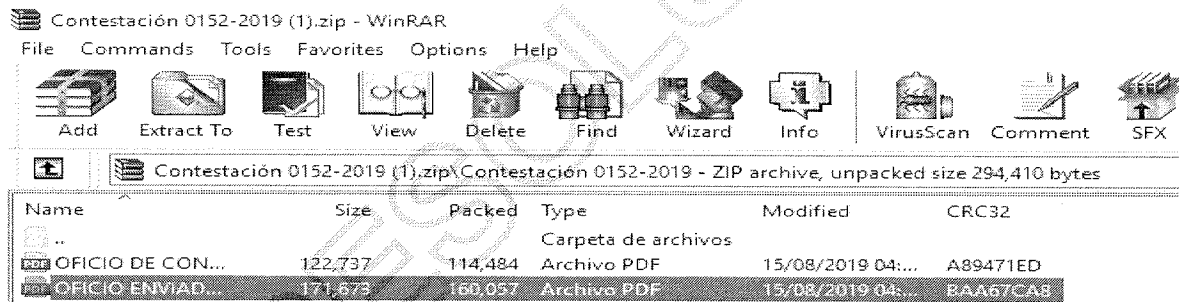 Contestación 0152-2019 (1).zip - WinRAR
File Commands Tools Favorites Options Help
Add Extract To Test View Delete Find Wizard Info VirusScan Comment SFX
Contestación 0152-2019 (1).zip\Contestación 0152-2019 - ZIP archive, unpacked size 294,410 bytes
Name Size Packed Type Modified CRC32
.. Carpeta de archivos
OFICIO DE CON... 122,737 114,484 Archivo PDF 15/08/2019 04:... A89471ED
OFICIO ENVIAD... 171,673 160,057 Archivo PDF 15/08/2019 04:... BAA67CA8